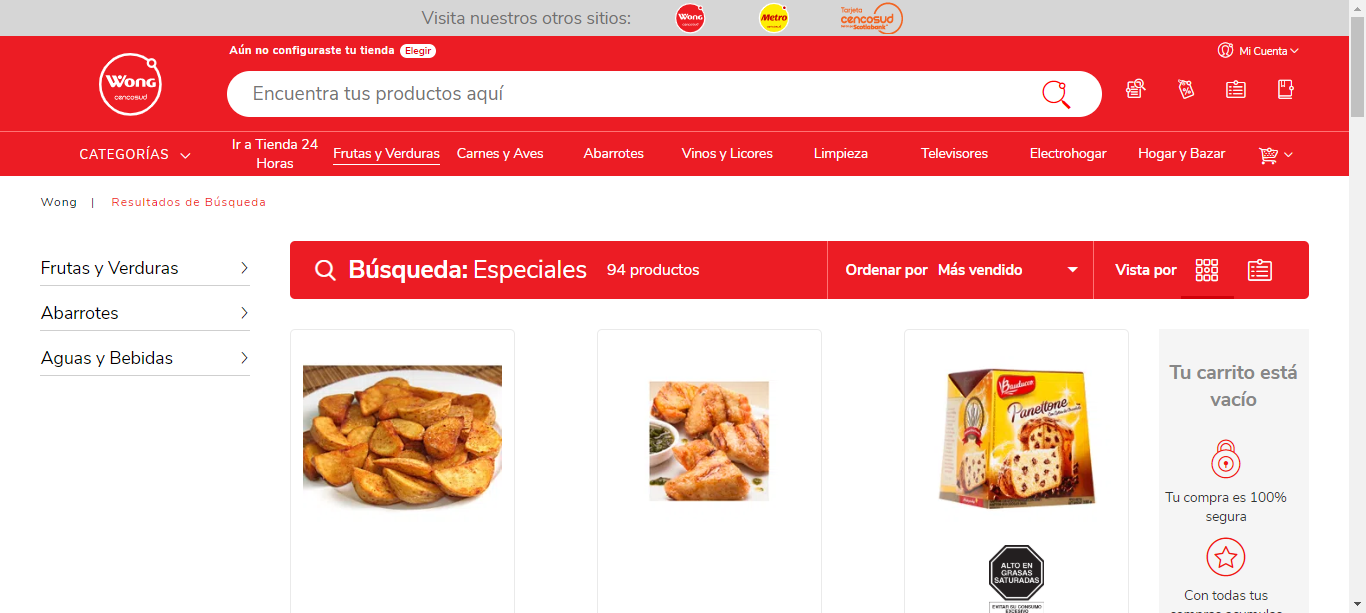 Visita nuestros otros sitios:
Wong
cencosud
Metro
Tarjeta
cencosud
Scotiabank
Aún no configuraste tu tienda Elegir
Mi Cuenta
Wong
cencosud
Encuentra tus productos aquí
CATEGORÍAS
Ir a Tienda 24
Horas
Frutas y Verduras
Carnes y Aves
Abarrotes
Vinos y Licores
Limpieza
Televisores
Electrohogar
Hogar y Bazar
Wong | Resultados de Búsqueda
Frutas y Verduras
Abarrotes
Aguas y Bebidas
Búsqueda: Especiales 94 productos
Ordenar por Más vendido
Vista por
Bauducco
Panettone
ALTO EN
GRASAS
SATURADAS
EVITAR SU CONSUMO
EXCESIVO
Tu carrito está
vacío
Tu compra es 100%
segura
Con todas tus
compras acumulas